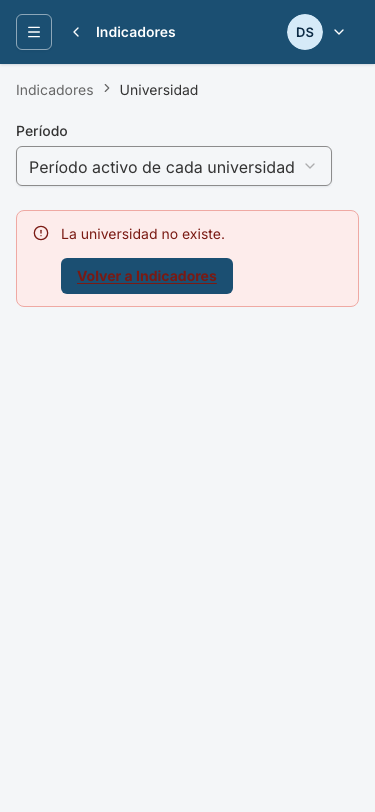 Indicadores
DS
Indicadores > Universidad
Período
Período activo de cada universidad
La universidad no existe.
Volver a Indicadores